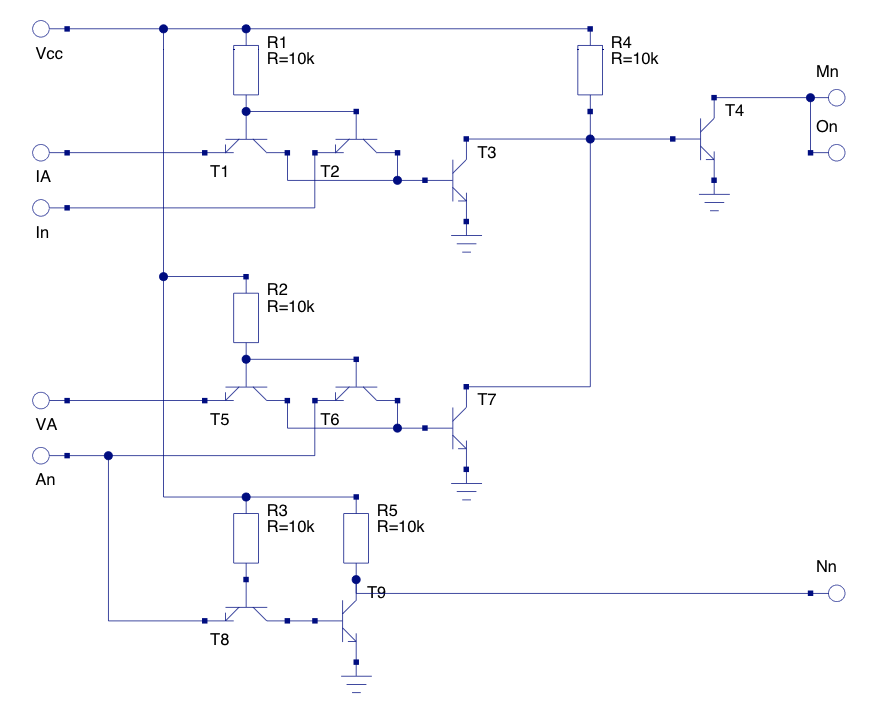 Vcc
R1
R=10k
R4
R=10k
Mn
T4
On
IA
T1
T2
T3
In
R2
R=10k
VA
T5
T6
T7
An
R3
R=10k
R5
R=10k
T9
Nn
T8